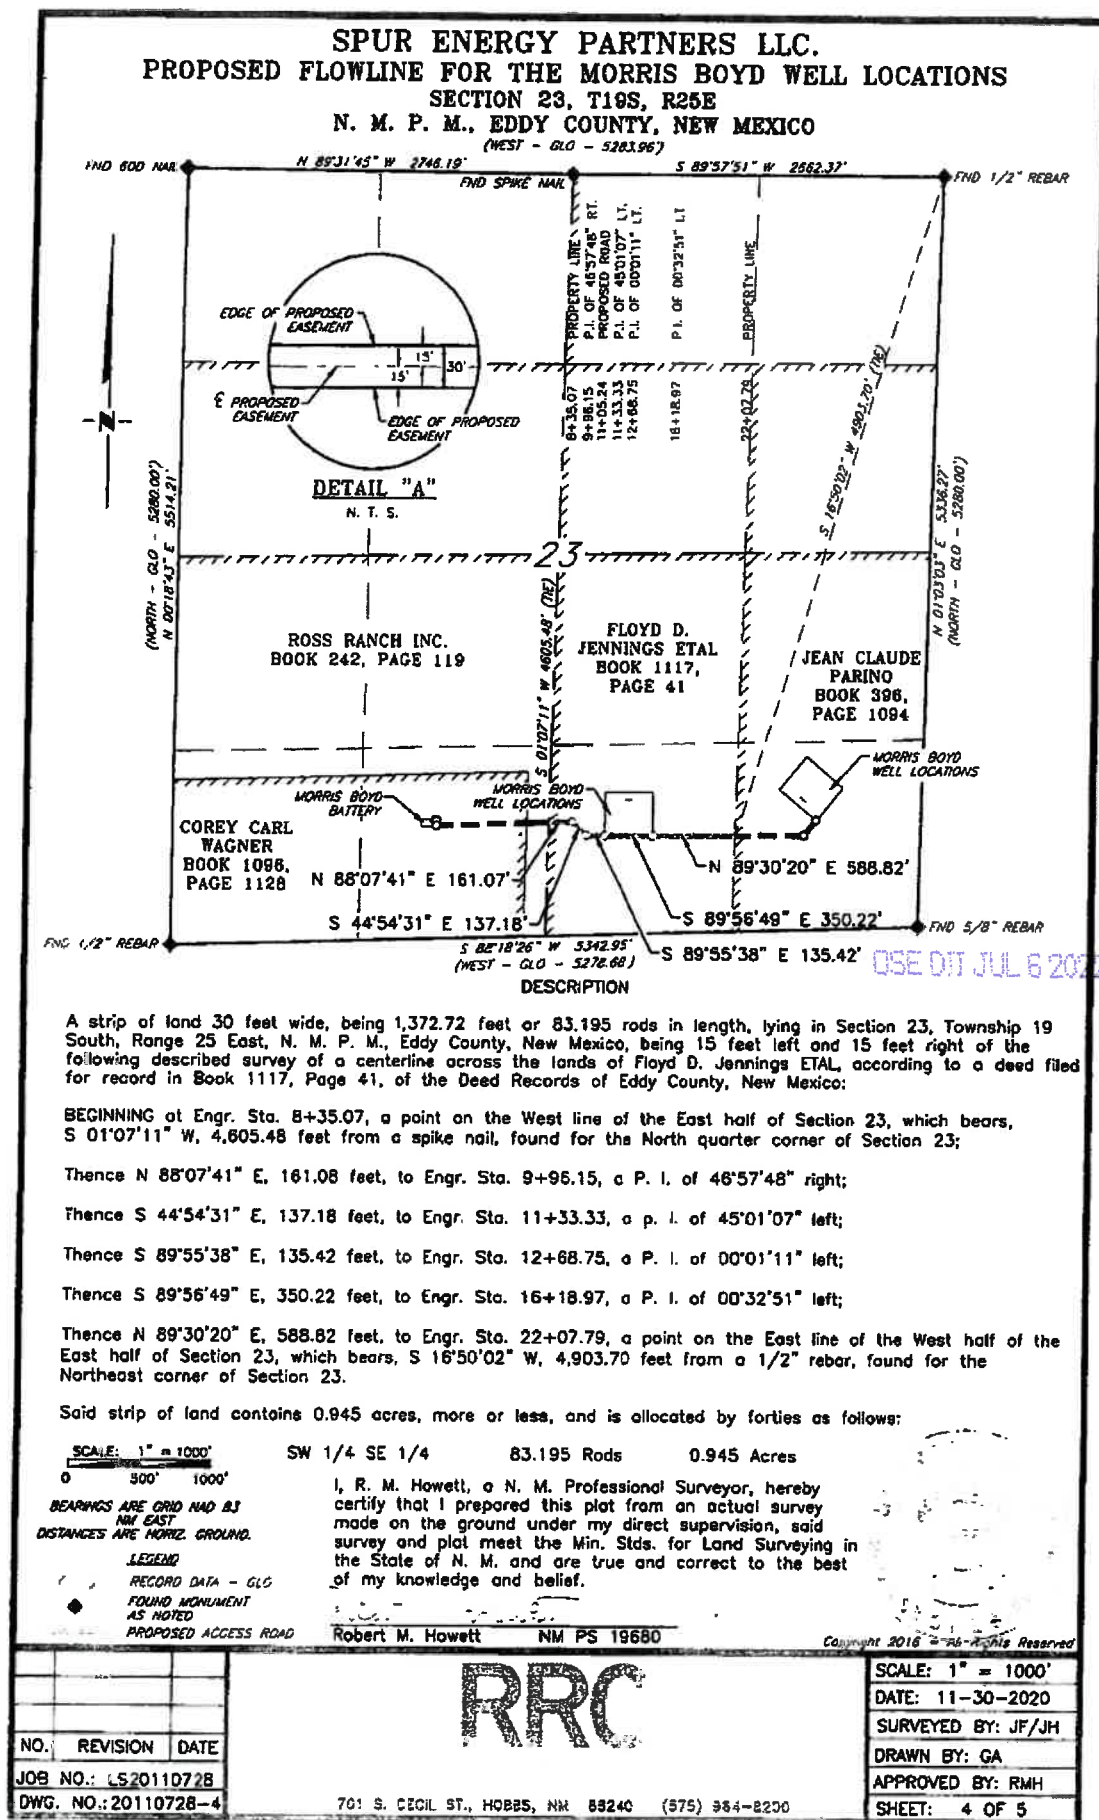 SPUR ENERGY PARTNERS LLC.
PROPOSED FLOWLINE FOR THE MORRIS BOYD WELL LOCATIONS
SECTION 23, T19S, R25E
N. M. P. M., EDDY COUNTY, NEW MEXICO
(WEST - GLO - 5283.96')
FND 60D NAIL
N 89°31'45" W 2746.19'
FND SPIKE NAIL
S 89°57'51" W 2662.37'
FND 1/2" REBAR
PROPERTY LINE
P.I. OF 46°57'48" RT.
PROPOSED ROAD
P.I. OF 45°01'07" LT.
P.I. OF 00°01'11" LT.
P.I. OF 00°32'51" LT
PROPERTY LINE
8+35.07
9+96.15
11+05.24
11+33.33
12+68.75
16+18.97
22+07.79
EDGE OF PROPOSED
EASEMENT
15'
15'
30'
℄ PROPOSED
EASEMENT
EDGE OF PROPOSED
EASEMENT
N
DETAIL "A"
N. T. S.
S 16°50'02" W 4903.70' (TIE)
(NORTH - GLO - 5280.00')
N 00°18'43" E 5514.21'
N 01°03'03" E 5336.27'
(NORTH - GLO - 5280.00')
23
S 01°07'11" W 4605.48' (TIE)
ROSS RANCH INC.
BOOK 242, PAGE 119
FLOYD D.
JENNINGS ETAL
BOOK 1117,
PAGE 41
JEAN CLAUDE
PARINO
BOOK 396,
PAGE 1094
MORRIS BOYD
WELL LOCATIONS
MORRIS BOYD
BATTERY
MORRIS BOYD
WELL LOCATIONS
COREY CARL
WAGNER
BOOK 1096,
PAGE 1128
N 88°07'41" E 161.07'
N 89°30'20" E 588.82'
S 44°54'31" E 137.18'
S 89°56'49" E 350.22'
FND 1/2" REBAR
FND 5/8" REBAR
S 88°18'26" W 5342.95'
(WEST - GLO - 5278.68')
S 89°55'38" E 135.42'
OSE DII JUL 6 202
DESCRIPTION
A strip of land 30 feet wide, being 1,372.72 feet or 83.195 rods in length, lying in Section 23, Township 19
South, Range 25 East, N. M. P. M., Eddy County, New Mexico, being 15 feet left and 15 feet right of the
following described survey of a centerline across the lands of Floyd D. Jennings ETAL, according to a deed filed
for record in Book 1117, Page 41, of the Deed Records of Eddy County, New Mexico:
BEGINNING at Engr. Sta. 8+35.07, a point on the West line of the East half of Section 23, which bears,
S 01°07'11" W, 4,605.48 feet from a spike nail, found for the North quarter corner of Section 23;
Thence N 88°07'41" E, 161.08 feet, to Engr. Sta. 9+96.15, a P. I. of 46°57'48" right;
Thence S 44°54'31" E, 137.18 feet, to Engr. Sta. 11+33.33, a p. I. of 45°01'07" left;
Thence S 89°55'38" E, 135.42 feet, to Engr. Sta. 12+68.75, a P. I. of 00°01'11" left;
Thence S 89°56'49" E, 350.22 feet, to Engr. Sta. 16+18.97, a P. I. of 00°32'51" left;
Thence N 89°30'20" E, 588.82 feet, to Engr. Sta. 22+07.79, a point on the East line of the West half of the
East half of Section 23, which bears, S 16°50'02" W, 4,903.70 feet from a 1/2" rebar, found for the
Northeast corner of Section 23.
Said strip of land contains 0.945 acres, more or less, and is allocated by forties as follows:
SW 1/4 SE 1/4 83.195 Rods 0.945 Acres
SCALE: 1" = 1000'
0 500' 1000'
BEARINGS ARE GRID NAD 83
NM EAST
DISTANCES ARE HORIZ. GROUND.
LEGEND
( ) RECORD DATA - GLO
FOUND MONUMENT
AS NOTED
PROPOSED ACCESS ROAD
I, R. M. Howett, a N. M. Professional Surveyor, hereby
certify that I prepared this plat from an actual survey
made on the ground under my direct supervision, said
survey and plat meet the Min. Stds. for Land Surveying in
the State of N. M. and are true and correct to the best
of my knowledge and belief.
Robert M. Howett NM PS 19680
Copyright 2016 - All Rights Reserved
NO. REVISION DATE
JOB NO.: LS20110728
DWG. NO.:20110728-4
RRC
701 S. CECIL ST., HOBBS, NM 88240 (575) 964-8200
SCALE: 1" = 1000'
DATE: 11-30-2020
SURVEYED BY: JF/JH
DRAWN BY: GA
APPROVED BY: RMH
SHEET: 4 OF 5